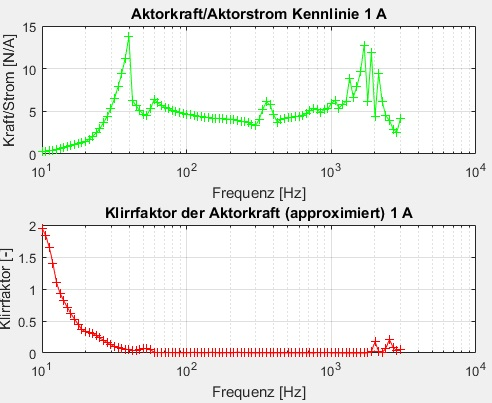 Aktorkraft/Aktorstrom Kennlinie 1 A
Kraft/Strom [N/A]
15
10
5
0
10^1
10^2
10^3
10^4
Frequenz [Hz]
Klirrfaktor der Aktorkraft (approximiert) 1 A
Klirrfaktor [-]
2
1.5
1
0.5
0
10^1
10^2
10^3
10^4
Frequenz [Hz]